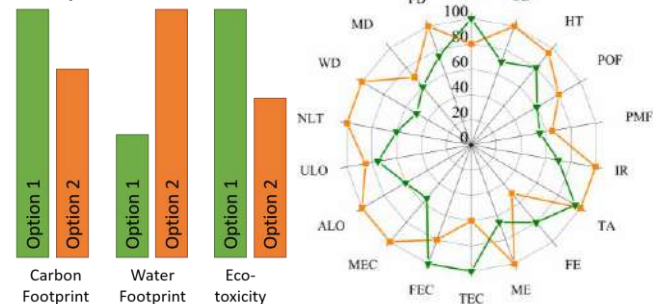 Option 1
Option 2
Option 1
Option 2
Option 1
Option 2
Carbon
Footprint
Water
Footprint
Eco-
toxicity
100
80
60
40
20
0
HT
POF
PMF
IR
TA
FE
ME
TEC
FEC
MEC
ALO
ULO
NLT
WD
MD